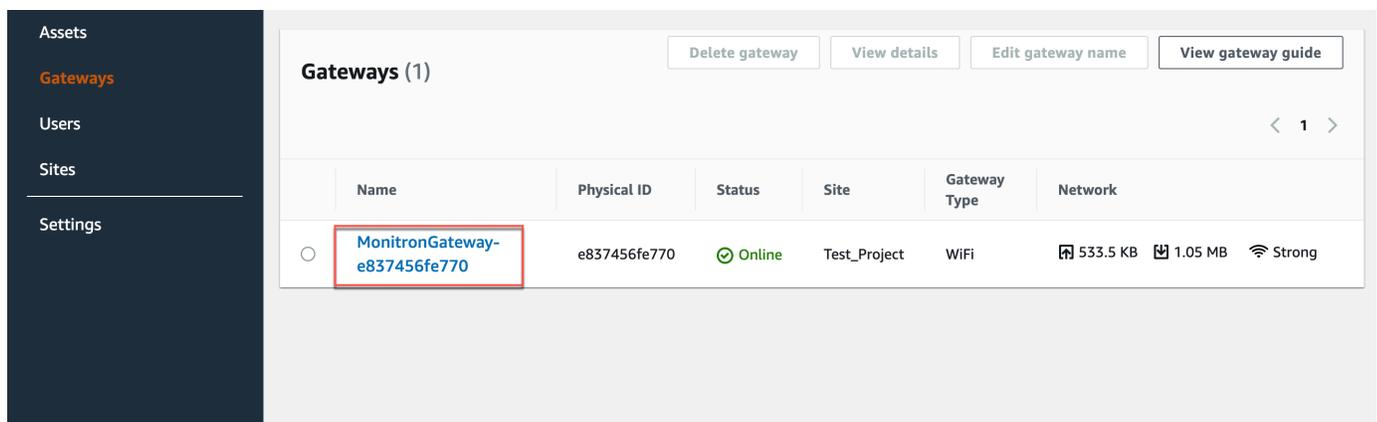 Assets
Gateways
Users
Sites
Settings
Gateways (1)
Delete gateway
View details
Edit gateway name
View gateway guide
1
Name
Physical ID
Status
Site
Gateway
Type
Network
MonitronGateway-
e837456fe770
e837456fe770
Online
Test_Project
WiFi
533.5 KB
1.05 MB
Strong